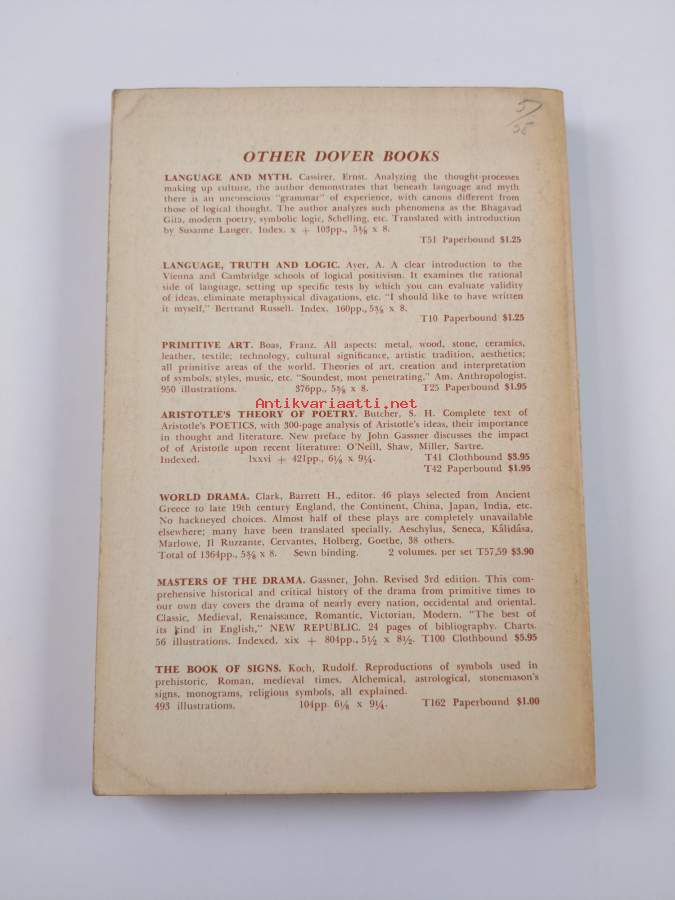 5/
58
OTHER DOVER BOOKS
LANGUAGE AND MYTH. Cassirer, Ernst. Analyzing the thought-processes
making up culture, the author demonstrates that beneath language and myth
there is an unconscious "grammar" of experience, with canons different from
those of logical thought. The author analyzes such phenomena as the Bhagavad
Gita, modern poetry, symbolic logic, Schelling, etc. Translated with introduction
by Susanne Langer. Index. x + 103pp., 5⅜ x 8.
T51 Paperbound $1.25
LANGUAGE, TRUTH AND LOGIC. Ayer, A. A clear introduction to the
Vienna and Cambridge schools of logical positivism. It examines the rational
side of language, setting up specific tests by which you can evaluate validity
of ideas, eliminate metaphysical divagations, etc. "I should like to have written
it myself," Bertrand Russell. Index. 160pp., 5⅜ x 8.
T10 Paperbound $1.25
PRIMITIVE ART. Boas, Franz. All aspects: metal, wood, stone, ceramics,
leather, textile; technology, cultural significance, artistic tradition, aesthetics;
all primitive areas of the world. Theories of art, creation and interpretation
of symbols, styles, music, etc. "Soundest, most penetrating," Am. Anthropologist.
950 illustrations. 376pp., 5⅜ x 8. T25 Paperbound $1.95
Antikvariaatti.net
ARISTOTLE'S THEORY OF POETRY. Butcher, S. H. Complete text of
Aristotle's POETICS, with 300-page analysis of Aristotle's ideas, their importance
in thought and literature. New preface by John Gassner discusses the impact
of of Aristotle upon recent literature: O'Neill, Shaw, Miller, Sartre.
Indexed. lxxvi + 421pp., 6⅛ x 9¼. T41 Clothbound $3.95
T42 Paperbound $1.95
WORLD DRAMA. Clark, Barrett H., editor. 46 plays selected from Ancient
Greece to late 19th century England, the Continent, China, Japan, India, etc.
No hackneyed choices. Almost half of these plays are completely unavailable
elsewhere; many have been translated specially. Aeschylus, Seneca, Kâlidâsa,
Marlowe, Il Ruzzante, Cervantes, Holberg, Goethe, 38 others.
Total of 1364pp., 5⅜ x 8. Sewn binding. 2 volumes. per set T57,59 $3.90
MASTERS OF THE DRAMA. Gassner, John. Revised 3rd edition. This com-
prehensive historical and critical history of the drama from primitive times to
our own day covers the drama of nearly every nation, occidental and oriental.
Classic, Medieval, Renaissance, Romantic, Victorian, Modern. "The best of
its kind in English," NEW REPUBLIC. 24 pages of bibliography. Charts.
56 illustrations. Indexed. xix + 804pp., 5½ x 8½. T100 Clothbound $5.95
THE BOOK OF SIGNS. Koch, Rudolf. Reproductions of symbols used in
prehistoric, Roman, medieval times. Alchemical, astrological, stonemason's
signs, monograms, religious symbols, all explained.
493 illustrations. 104pp. 6⅛ x 9¼. T162 Paperbound $1.00